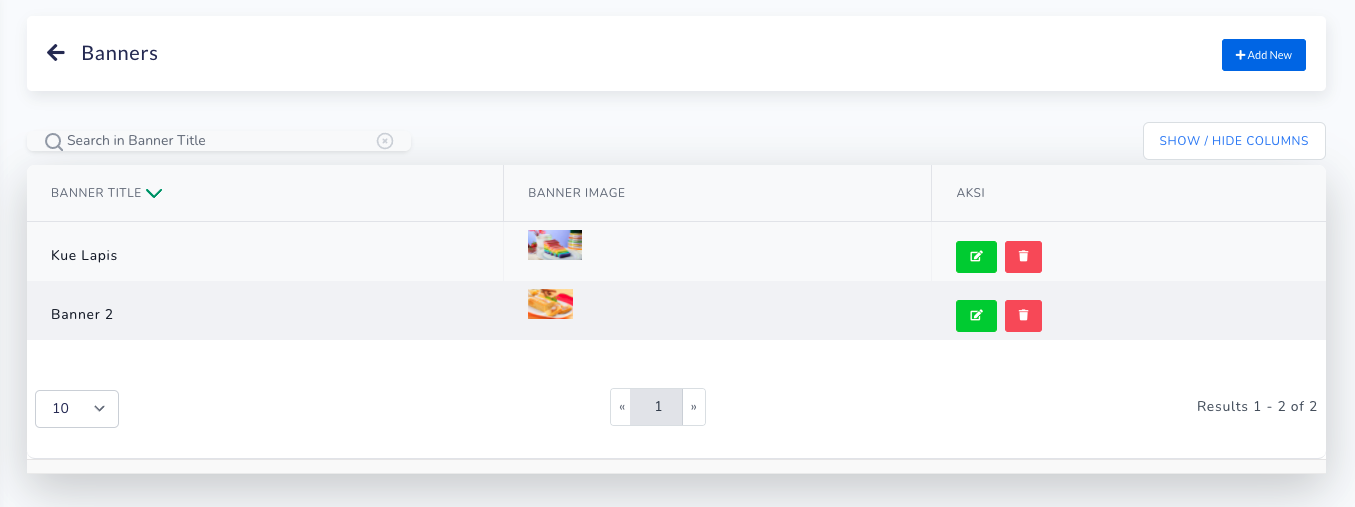 Banners
Add New
Search in Banner Title
SHOW / HIDE COLUMNS
BANNER TITLE
BANNER IMAGE
AKSI
Kue Lapis
Banner 2
10
« 1 »
Results 1 - 2 of 2